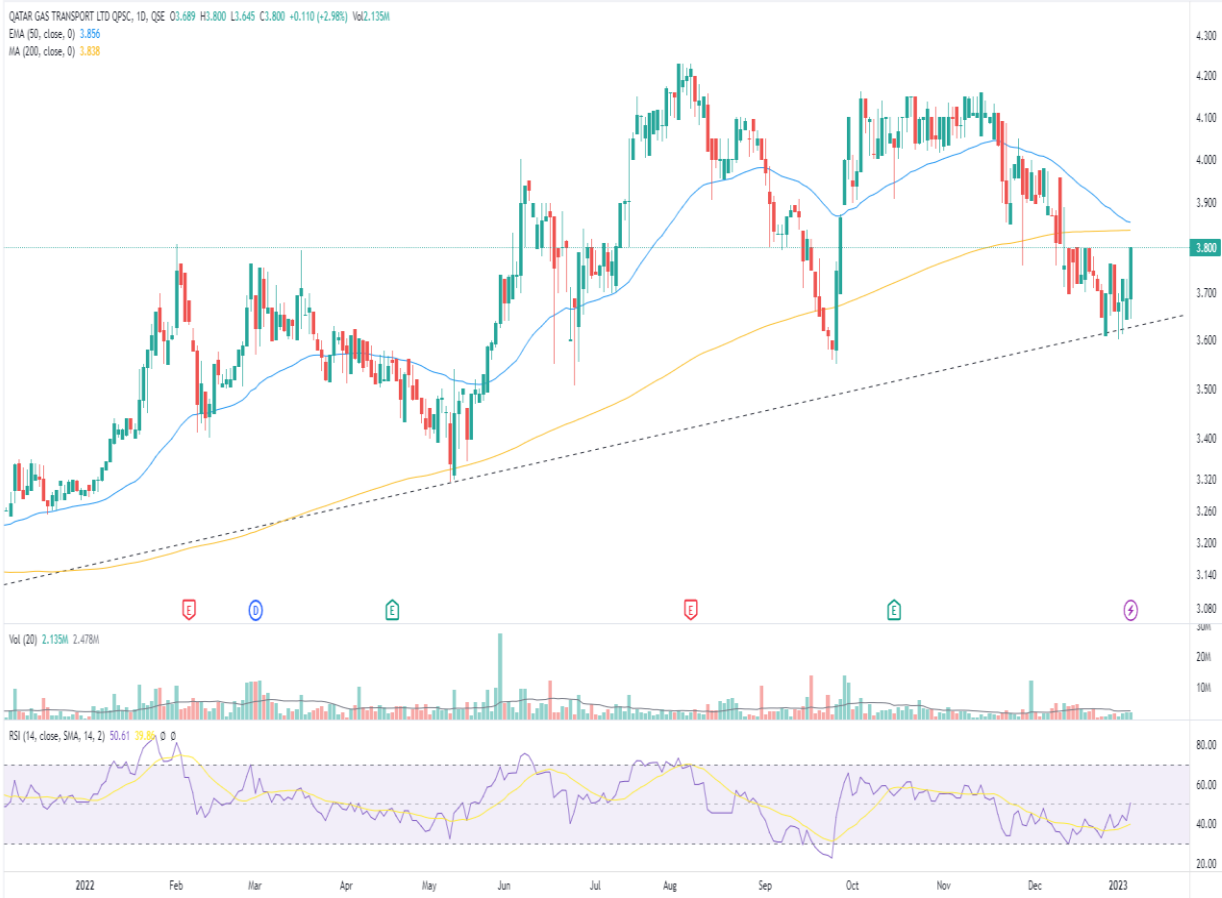 QATAR GAS TRANSPORT LTD QPSC, 1D, QSE O3.689 H3.800 L3.645 C3.800 +0.110 (+2.98%) Vol2.135M
EMA (50, close, 0) 3.856
MA (200, close, 0) 3.838
4.300
4.200
4.100
4.000
3.900
3.800
3.700
3.600
3.500
3.400
3.320
3.260
3.200
3.140
3.080
E
D
E
E
E
Vol (20) 2.135M 2.478M
30M
20M
10M
RSI (14, close, SMA, 14, 2) 50.61 39.86 Ø Ø
80.00
60.00
40.00
20.00
2022 Feb Mar Apr May Jun Jul Aug Sep Oct Nov Dec 2023